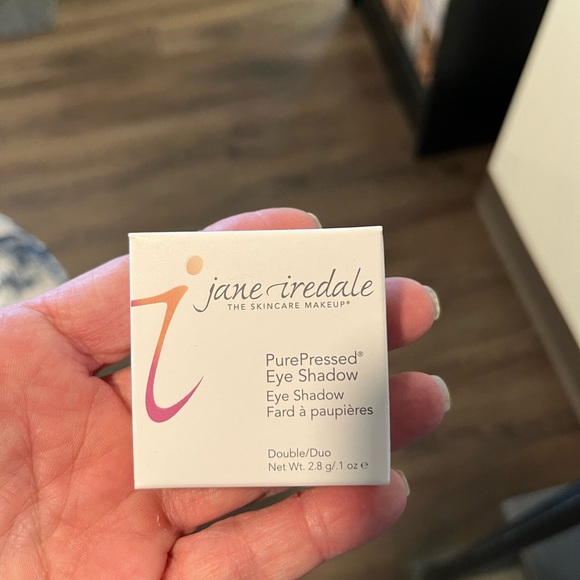 jane iredale
THE SKINCARE MAKEUP®
PurePressed®
Eye Shadow
Eye Shadow
Fard à paupières
Double/Duo
Net Wt. 2.8 g/.1 oz ℮